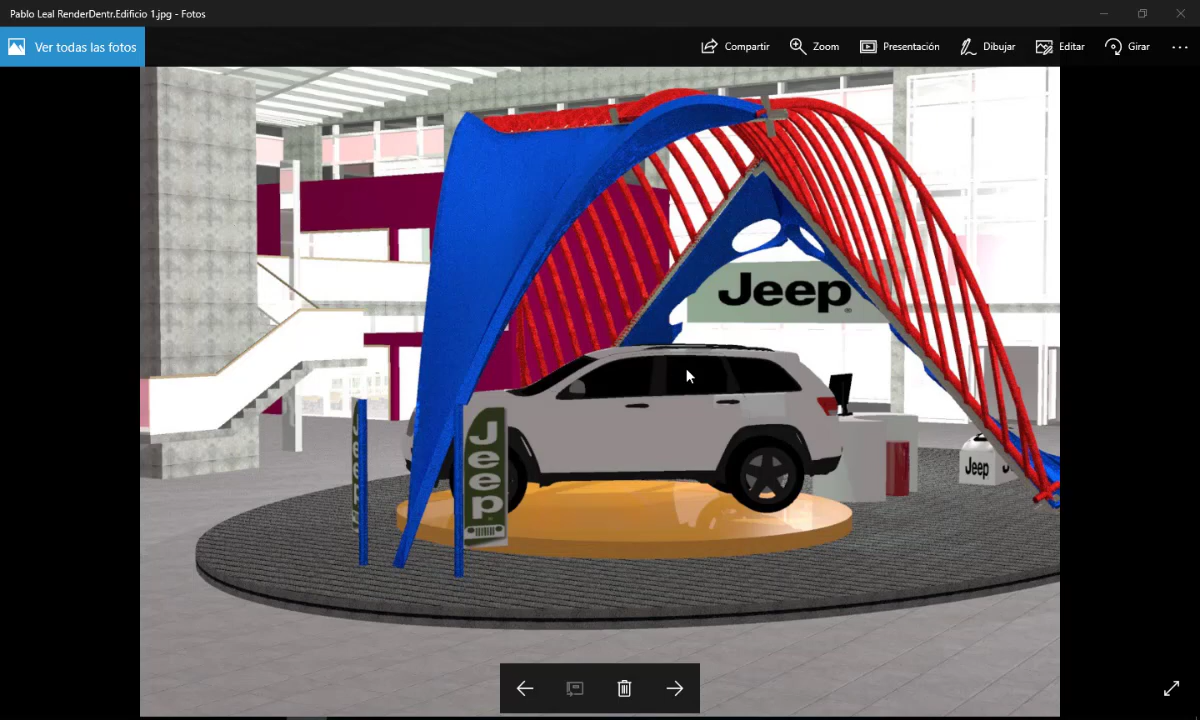 Pablo Leal RenderDentr.Edificio 1.jpg - Fotos
Ver todas las fotos
Compartir
Zoom
Presentación
Dibujar
Editar
Girar
Jeep
Jeep
Jeep
Jeep